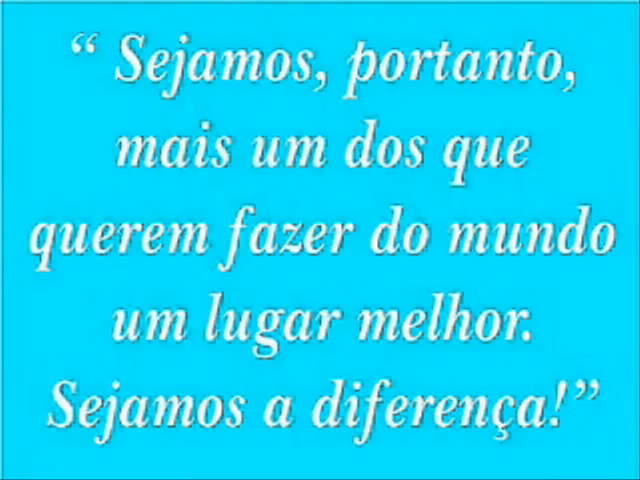 “ Sejamos, portanto,
mais um dos que
querem fazer do mundo
um lugar melhor.
Sejamos a diferença!”